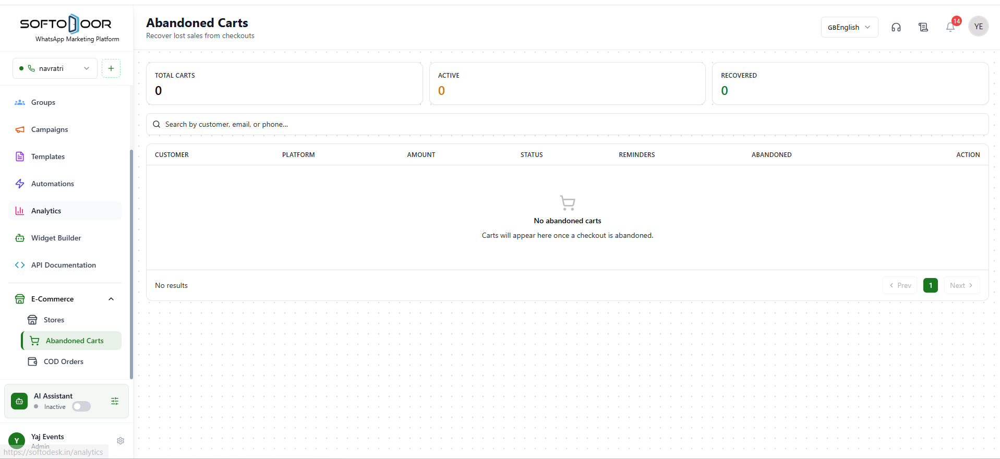 SOFTODOOR
WhatsApp Marketing Platform
navratri
Groups
Campaigns
Templates
Automations
Analytics
Widget Builder
API Documentation
E-Commerce
Stores
Abandoned Carts
COD Orders
AI Assistant
Inactive
Y
Yaj Events
Admin
https://softodesk.in/analytics
Abandoned Carts
Recover lost sales from checkouts
GBEnglish
14
YE
TOTAL CARTS
0
ACTIVE
0
RECOVERED
0
Search by customer, email, or phone...
CUSTOMER PLATFORM AMOUNT STATUS REMINDERS ABANDONED ACTION
No abandoned carts
Carts will appear here once a checkout is abandoned.
No results
Prev 1 Next